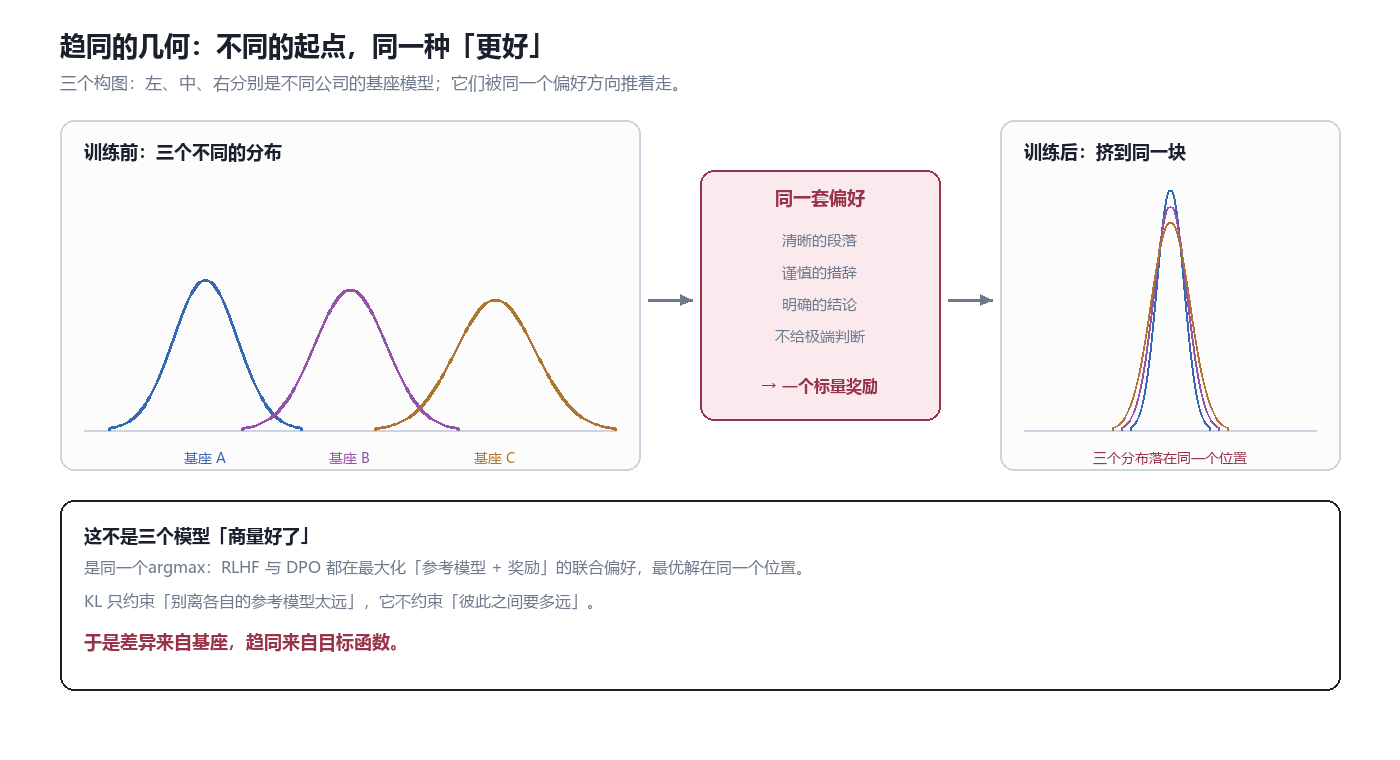 趋同的几何：不同的起点，同一种「更好」
三个构图：左、中、右分别是不同公司的基座模型；它们被同一个偏好方向推着走。
训练前：三个不同的分布
基座 A
基座 B
基座 C
同一套偏好
清晰的段落
谨慎的措辞
明确的结论
不给极端判断
→ 一个标量奖励
训练后：挤到同一块
三个分布落在同一个位置
这不是三个模型「商量好了」
是同一个argmax：RLHF 与 DPO 都在最大化「参考模型 + 奖励」的联合偏好，最优解在同一个位置。
KL 只约束「别离各自的参考模型太远」，它不约束「彼此之间要多远」。
于是差异来自基座，趋同来自目标函数。